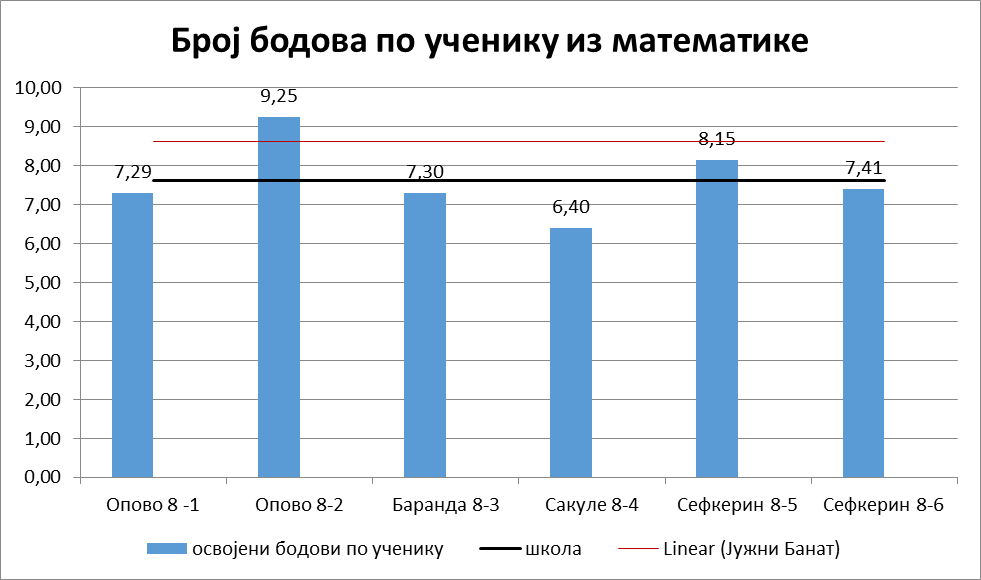 Број бодова по ученику из математике
10,00
9,00
8,00
7,00
6,00
5,00
4,00
3,00
2,00
1,00
0,00
7,29
9,25
7,30
6,40
8,15
7,41
Опово 8 -1
Опово 8-2
Баранда 8-3
Сакуле 8-4
Сефкерин 8-5
Сефкерин 8-6
освојени бодови по ученику
школа
Linear (Јужни Банат)